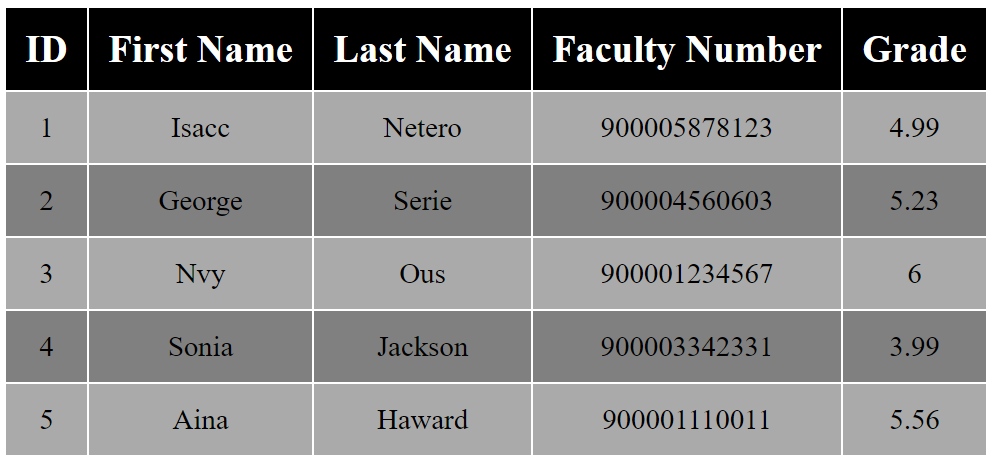 ID First Name Last Name Faculty Number Grade
1 Isacc Netero 900005878123 4.99
2 George Serie 900004560603 5.23
3 Nvy Ous 900001234567 6
4 Sonia Jackson 900003342331 3.99
5 Aina Haward 900001110011 5.56